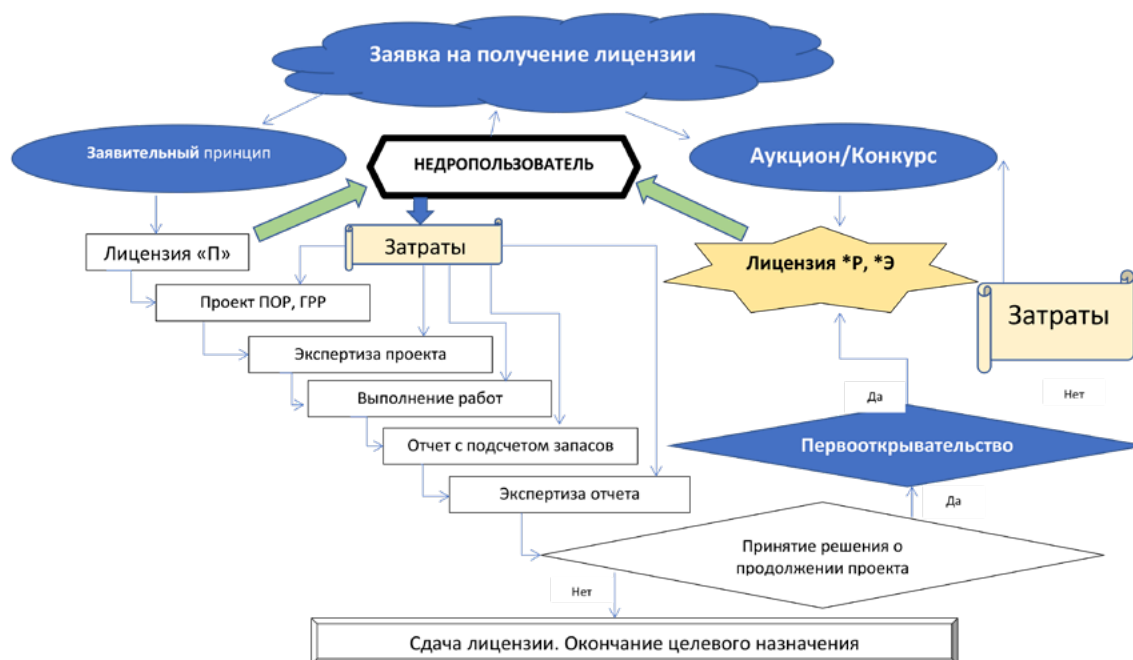 Заявка на получение лицензии
Заявительный принцип
НЕДРОПОЛЬЗОВАТЕЛЬ
Аукцион/Конкурс
Лицензия «П»
Затраты
Лицензия *Р, *Э
Проект ПОР, ГРР
Затраты
Экспертиза проекта
Выполнение работ
Да
Нет
Отчет с подсчетом запасов
Первооткрывательство
Экспертиза отчета
Да
Принятие решения о
продолжении проекта
Нет
Сдача лицензии. Окончание целевого назначения